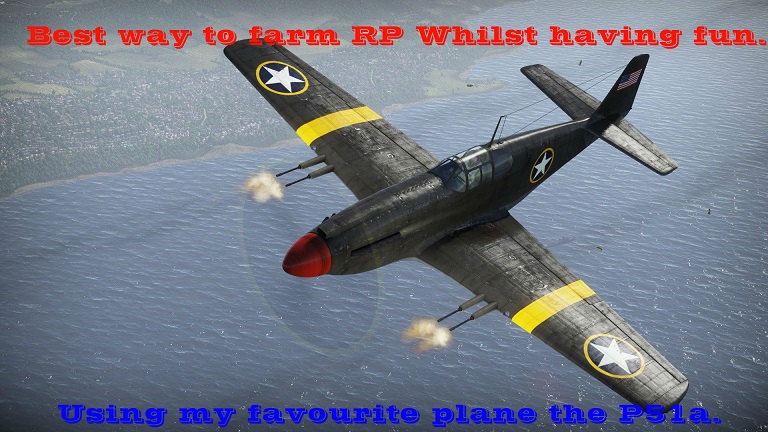 Best way to farm RP Whilst having fun.
Using my favourite plane the P51a.